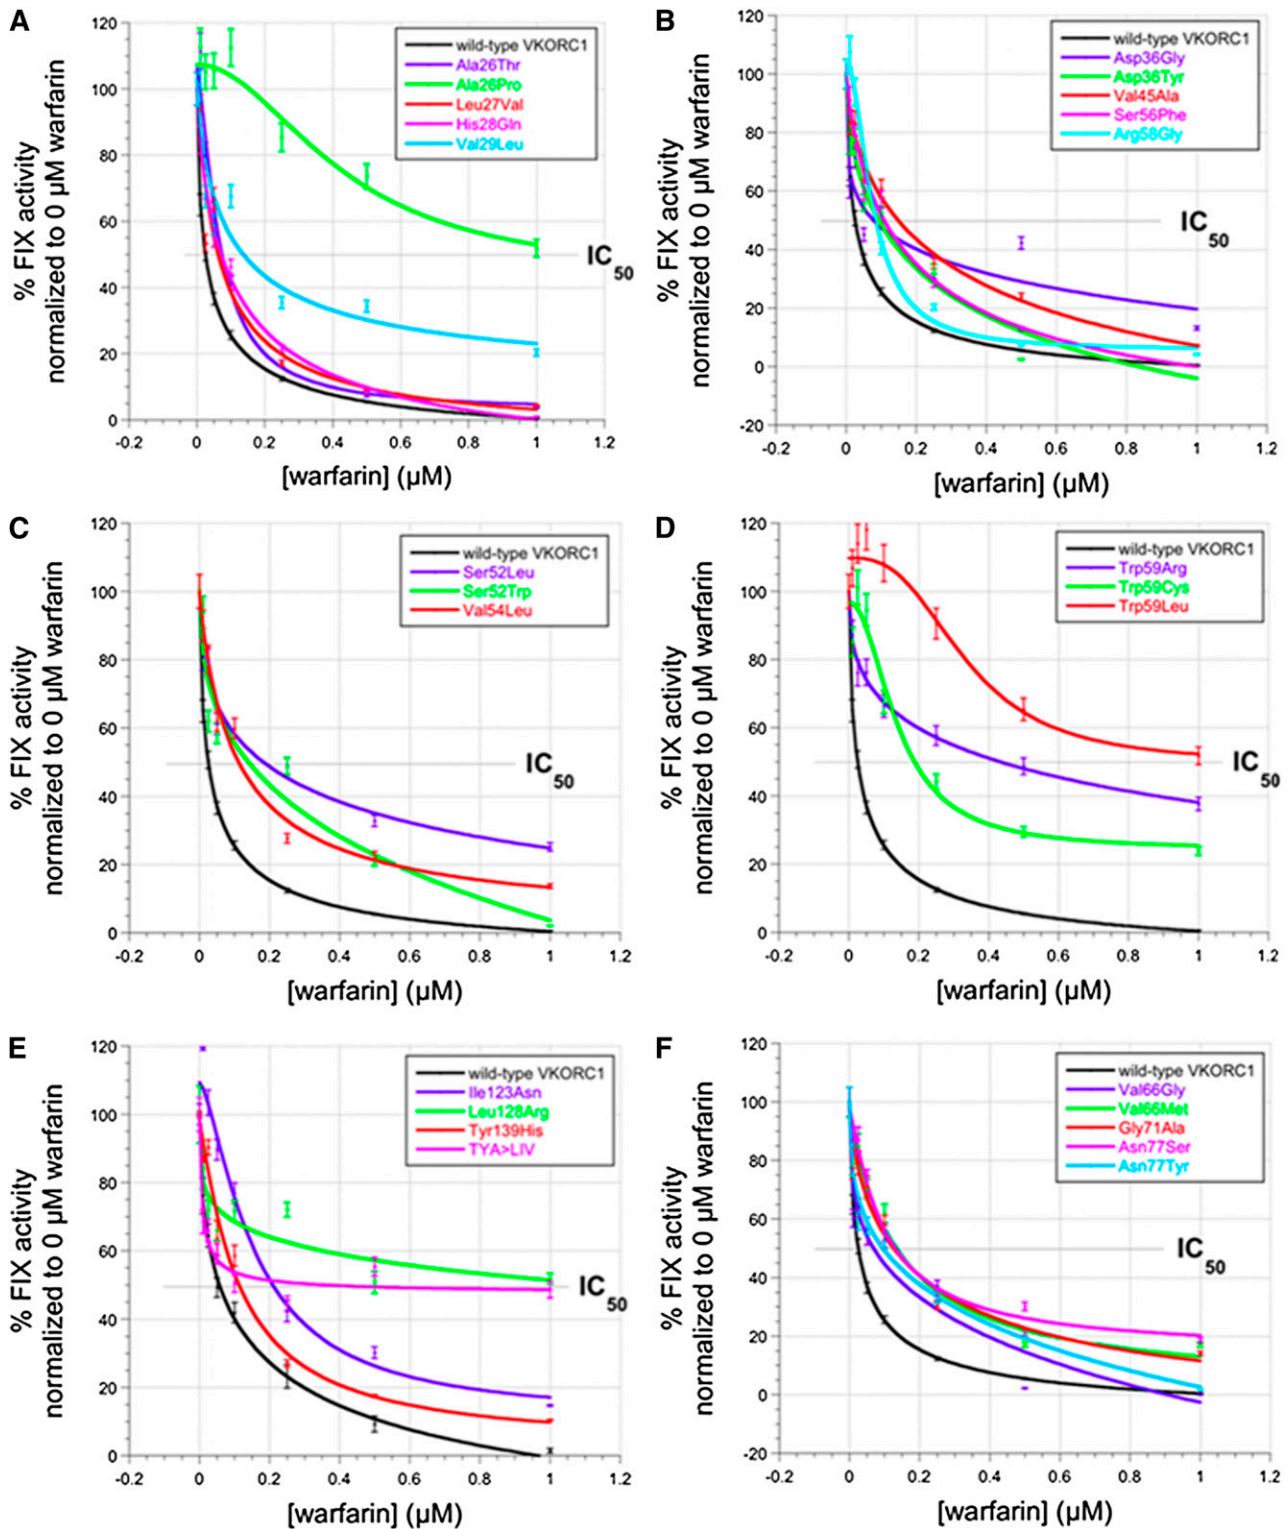 A
120
100
80
60
40
20
0
-0.2 0 0.2 0.4 0.6 0.8 1 1.2
% FIX activity
normalized to 0 µM warfarin
[warfarin] (µM)
wild-type VKORC1
Ala26Thr
Ala26Pro
Leu27Val
His28Gln
Val29Leu
IC50
B
120
100
80
60
40
20
0
-20
-0.2 0 0.2 0.4 0.6 0.8 1 1.2
% FIX activity
normalized to 0 µM warfarin
[warfarin] (µM)
wild-type VKORC1
Asp36Gly
Asp36Tyr
Val45Ala
Ser56Phe
Arg58Gly
IC50
C
120
100
80
60
40
20
0
-0.2 0 0.2 0.4 0.6 0.8 1 1.2
% FIX activity
normalized to 0 µM warfarin
[warfarin] (µM)
wild-type VKORC1
Ser52Leu
Ser52Trp
Val54Leu
IC50
D
120
100
80
60
40
20
0
-0.2 0 0.2 0.4 0.6 0.8 1 1.2
% FIX activity
normalized to 0 µM warfarin
[warfarin] (µM)
wild-type VKORC1
Trp59Arg
Trp59Cys
Trp59Leu
IC50
E
120
100
80
60
40
20
0
-0.2 0 0.2 0.4 0.6 0.8 1 1.2
% FIX activity
normalized to 0 µM warfarin
[warfarin] (µM)
wild-type VKORC1
Ile123Asn
Leu128Arg
Tyr139His
TYA>LIV
IC50
F
120
100
80
60
40
20
0
-20
-0.2 0 0.2 0.4 0.6 0.8 1 1.2
% FIX activity
normalized to 0 µM warfarin
[warfarin] (µM)
wild-type VKORC1
Val66Gly
Val66Met
Gly71Ala
Asn77Ser
Asn77Tyr
IC50